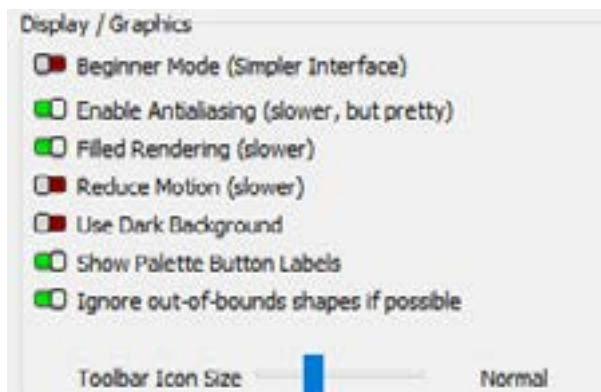 Display / Graphics
Beginner Mode (Simpler Interface)
Enable Antialiasing (slower, but pretty)
Filled Rendering (slower)
Reduce Motion (slower)
Use Dark Background
Show Palette Button Labels
Ignore out-of-bounds shapes if possible
Toolbar Icon Size Normal